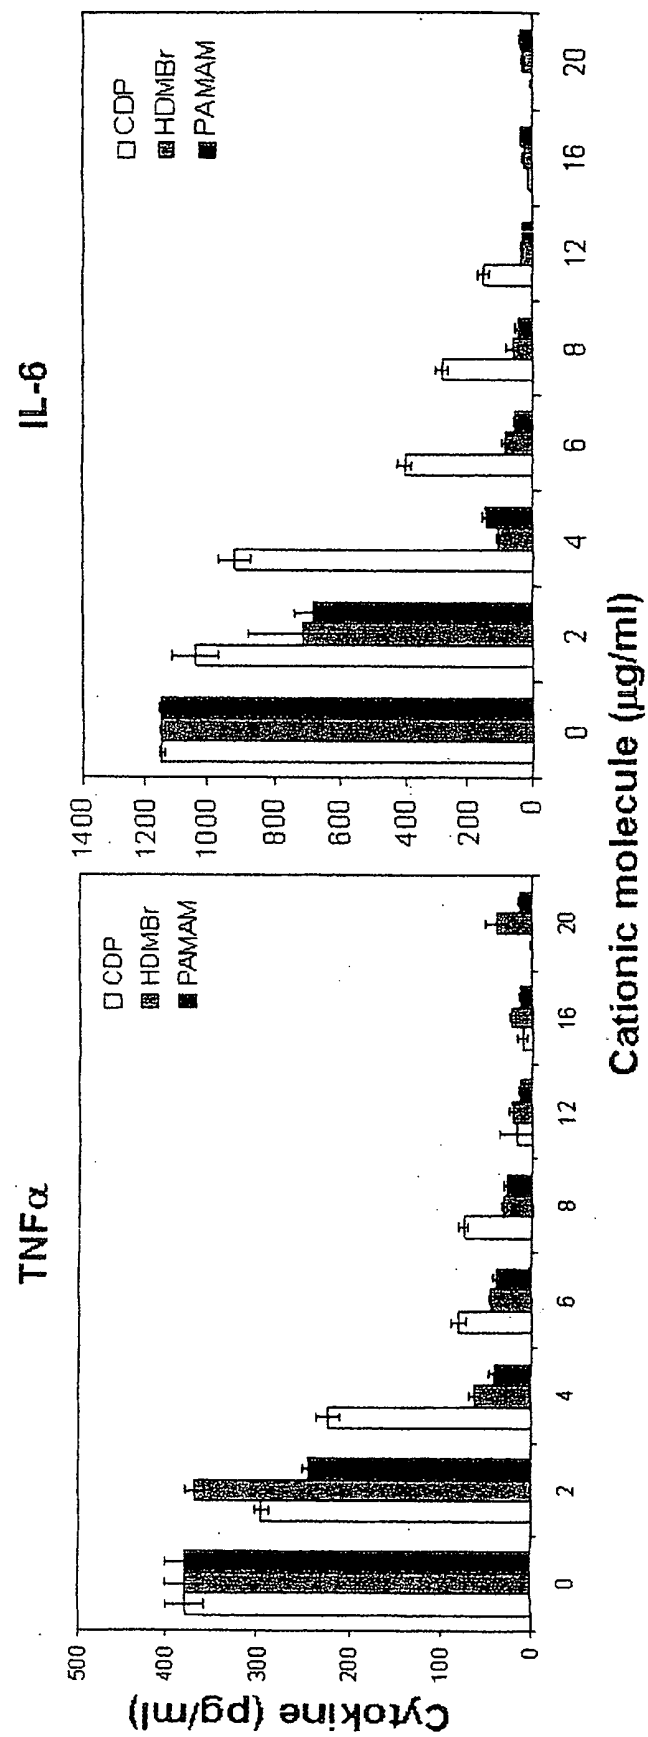 TNFα
IL-6
Cytokine (pg/ml)
500
400
300
200
100
0
CDP
HDMBr
PAMAM
0 2 4 6 8 12 16 20
1400
1200
1000
800
600
400
200
0
CDP
HDMBr
PAMAM
0 2 4 6 8 12 16 20
Cationic molecule (µg/ml)